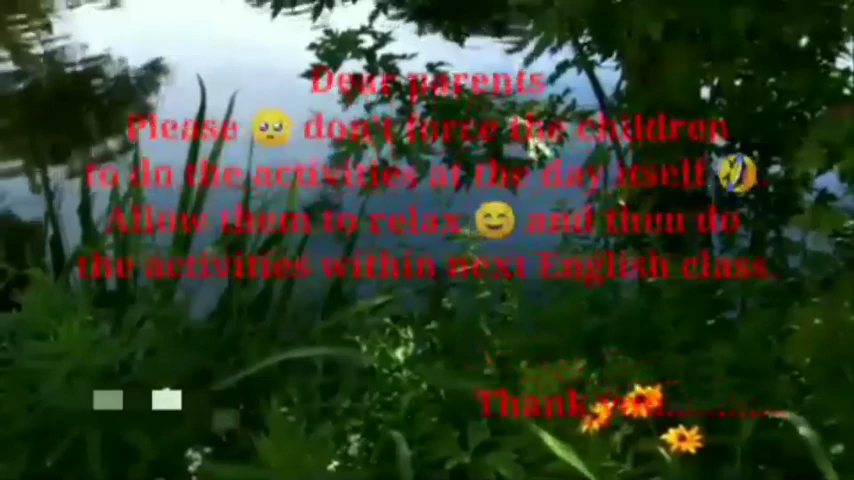 Dear parents
Please 🥺 don't force the children
to do the activities at the day itself 🤣.
Allow them to relax 😄 and then do
the activities within next English class.
Thank you............